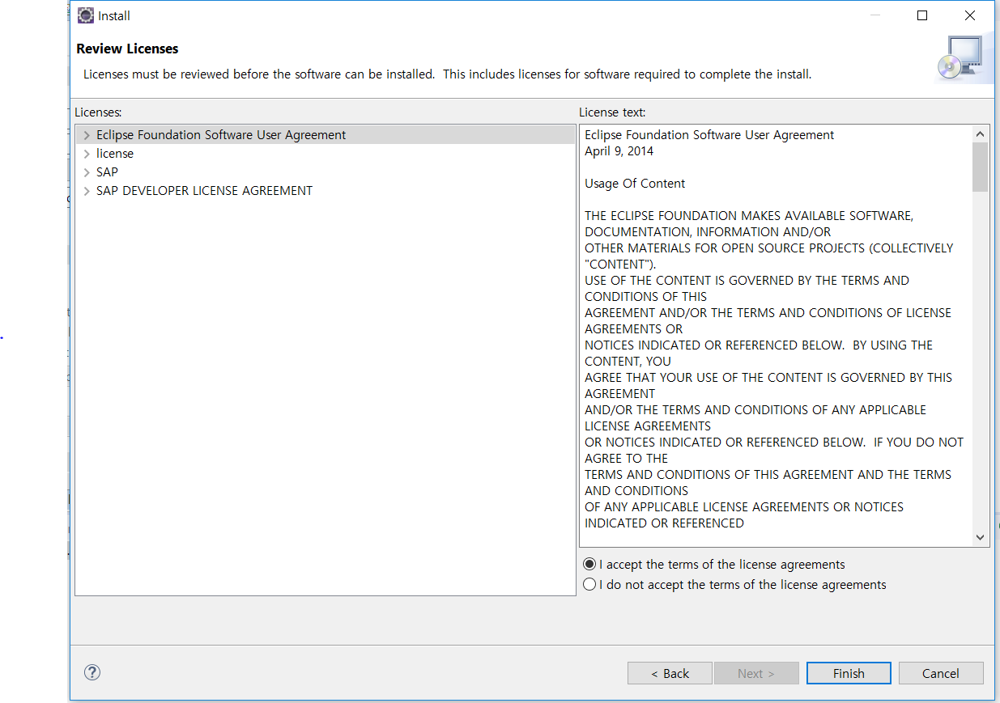 Install
Review Licenses
Licenses must be reviewed before the software can be installed.  This includes licenses for software required to complete the install.
Licenses:
Eclipse Foundation Software User Agreement
license
SAP
SAP DEVELOPER LICENSE AGREEMENT
License text:
Eclipse Foundation Software User Agreement
April 9, 2014
Usage Of Content
THE ECLIPSE FOUNDATION MAKES AVAILABLE SOFTWARE,
DOCUMENTATION, INFORMATION AND/OR
OTHER MATERIALS FOR OPEN SOURCE PROJECTS (COLLECTIVELY
"CONTENT").
USE OF THE CONTENT IS GOVERNED BY THE TERMS AND
CONDITIONS OF THIS
AGREEMENT AND/OR THE TERMS AND CONDITIONS OF LICENSE
AGREEMENTS OR
NOTICES INDICATED OR REFERENCED BELOW.  BY USING THE
CONTENT, YOU
AGREE THAT YOUR USE OF THE CONTENT IS GOVERNED BY THIS
AGREEMENT
AND/OR THE TERMS AND CONDITIONS OF ANY APPLICABLE
LICENSE AGREEMENTS
OR NOTICES INDICATED OR REFERENCED BELOW.  IF YOU DO NOT
AGREE TO THE
TERMS AND CONDITIONS OF THIS AGREEMENT AND THE TERMS
AND CONDITIONS
OF ANY APPLICABLE LICENSE AGREEMENTS OR NOTICES
INDICATED OR REFERENCED
I accept the terms of the license agreements
I do not accept the terms of the license agreements
< Back
Next >
Finish
Cancel